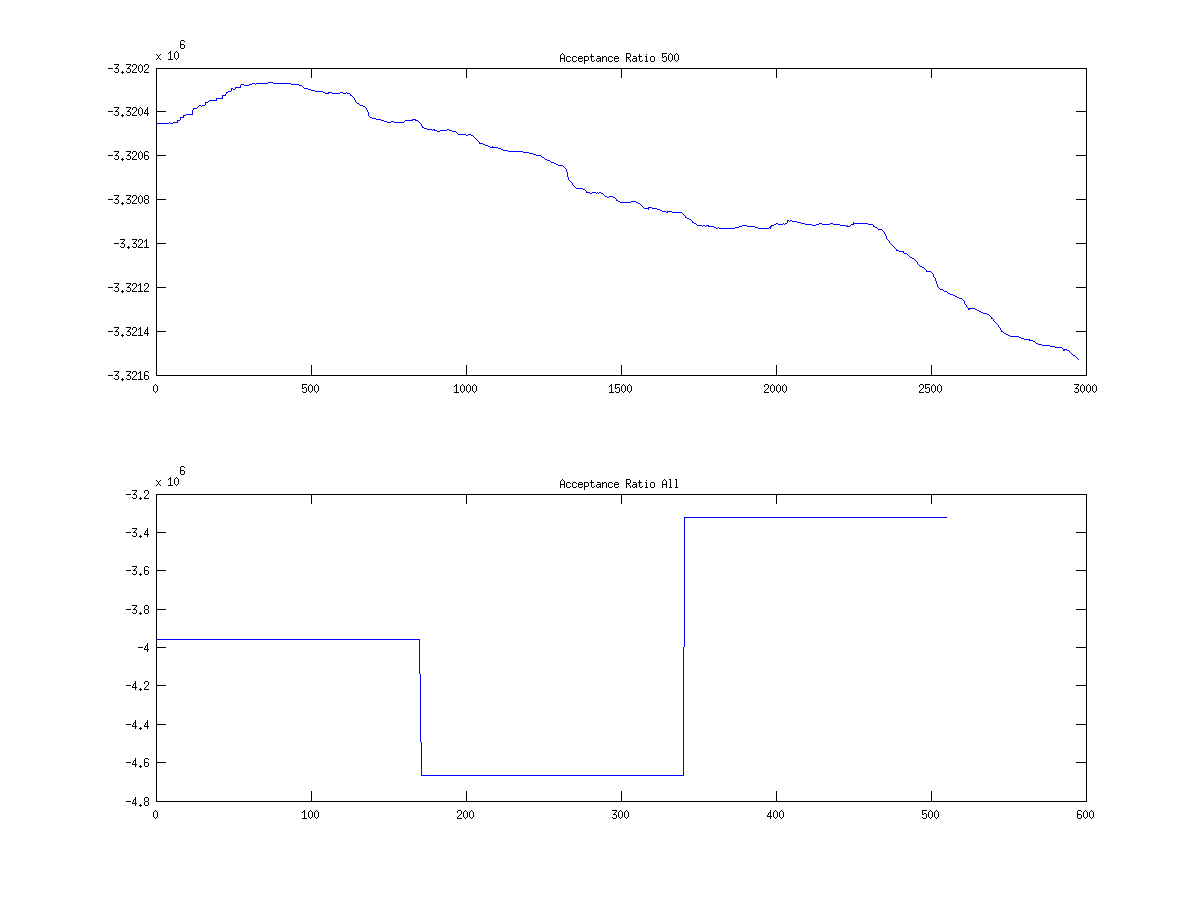 x 10^6
Acceptance Ratio 500
-3.3202
-3.3204
-3.3206
-3.3208
-3.321
-3.3212
-3.3214
-3.3216
0 500 1000 1500 2000 2500 3000
x 10^6
Acceptance Ratio All
-3.2
-3.4
-3.6
-3.8
-4
-4.2
-4.4
-4.6
-4.8
0 100 200 300 400 500 600